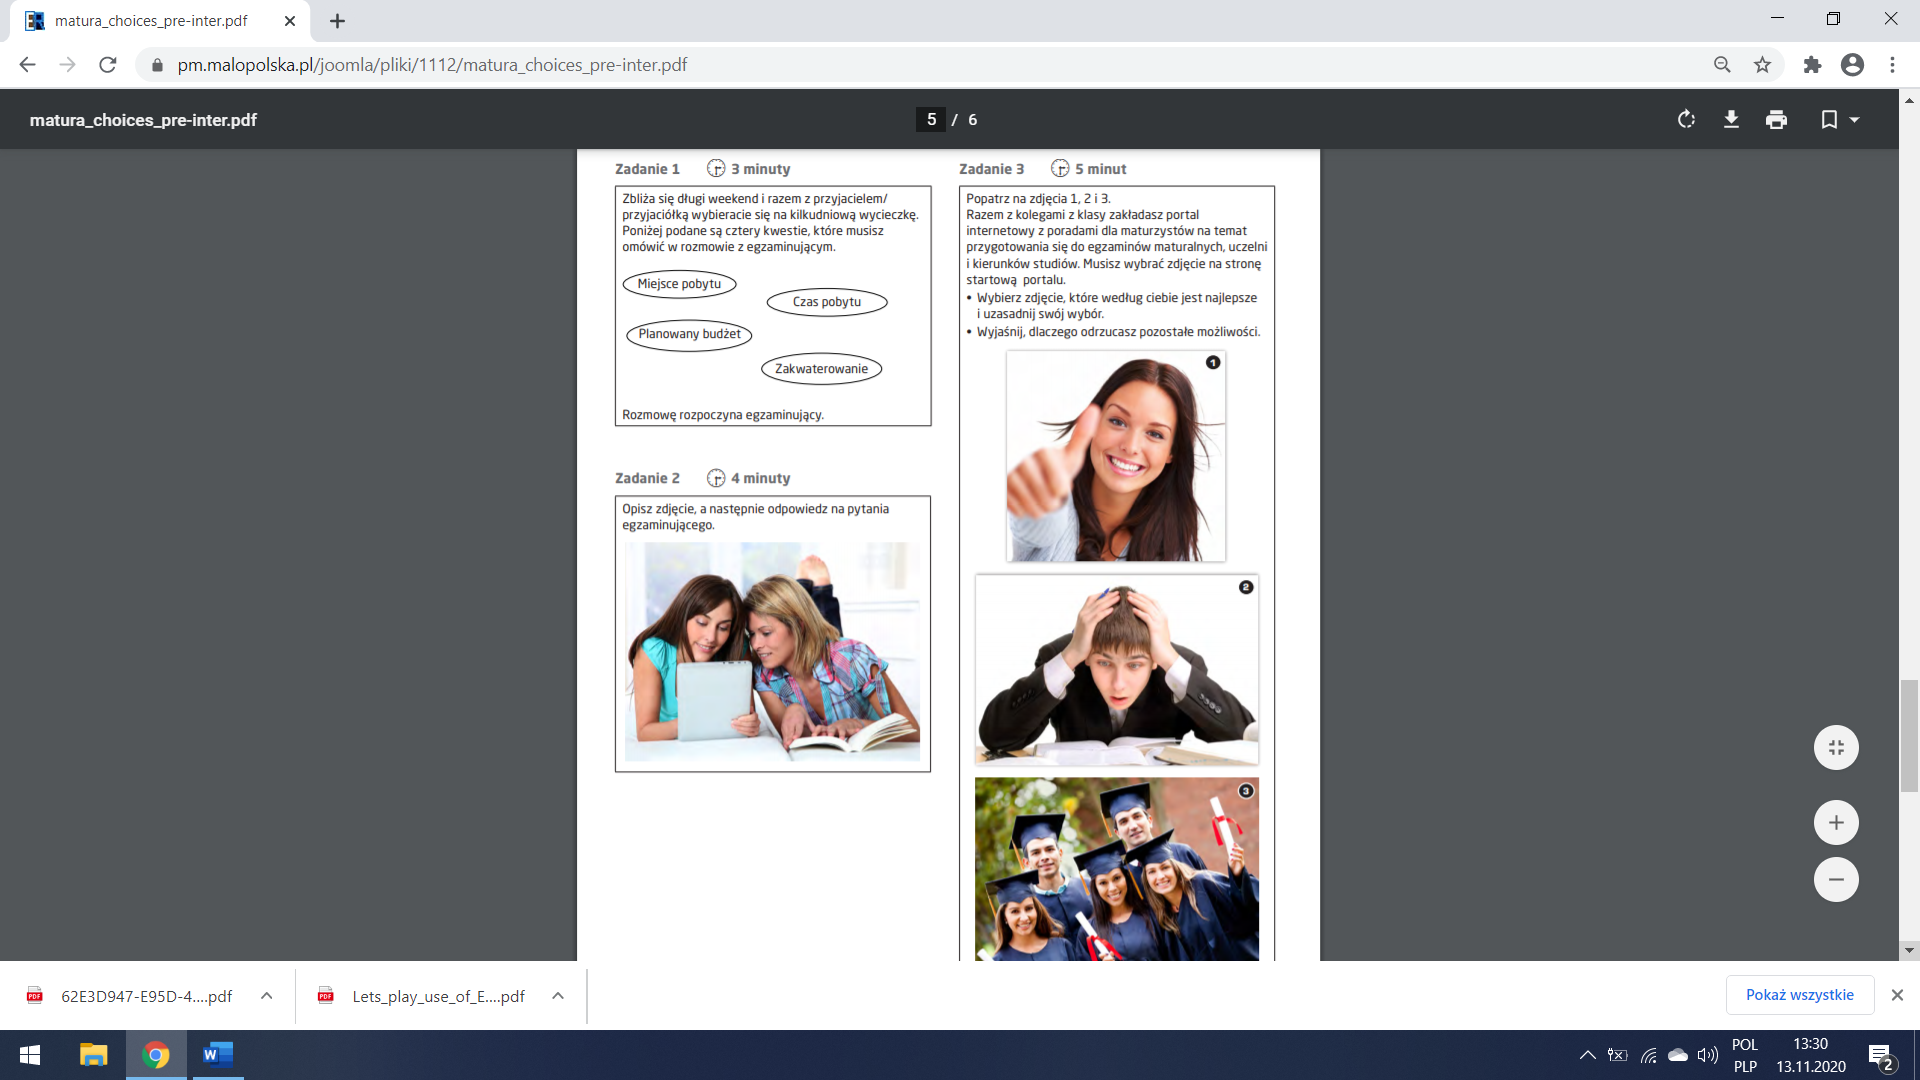 matura_choices_pre-inter.pdf
pm.malopolska.pl/joomla/pliki/1112/matura_choices_pre-inter.pdf
matura_choices_pre-inter.pdf
5 / 6
Zadanie 1 3 minuty
Zbliża się długi weekend i razem z przyjacielem/
przyjaciółką wybieracie się na kilkudniową wycieczkę.
Poniżej podane są cztery kwestie, które musisz
omówić w rozmowie z egzaminującym.
Miejsce pobytu
Czas pobytu
Planowany budżet
Zakwaterowanie
Rozmowę rozpoczyna egzaminujący.
Zadanie 2 4 minuty
Opisz zdjęcie, a następnie odpowiedz na pytania
egzaminującego.
Zadanie 3 5 minut
Popatrz na zdjęcia 1, 2 i 3.
Razem z kolegami z klasy zakładasz portal
internetowy z poradami dla maturzystów na temat
przygotowania się do egzaminów maturalnych, uczelni
i kierunków studiów. Musisz wybrać zdjęcie na stronę
startową portalu.
• Wybierz zdjęcie, które według ciebie jest najlepsze
i uzasadnij swój wybór.
• Wyjaśnij, dlaczego odrzucasz pozostałe możliwości.
1
2
3
62E3D947-E95D-4....pdf
Lets_play_use_of_E....pdf
Pokaż wszystkie
POL
PLP
13:30
13.11.2020
2